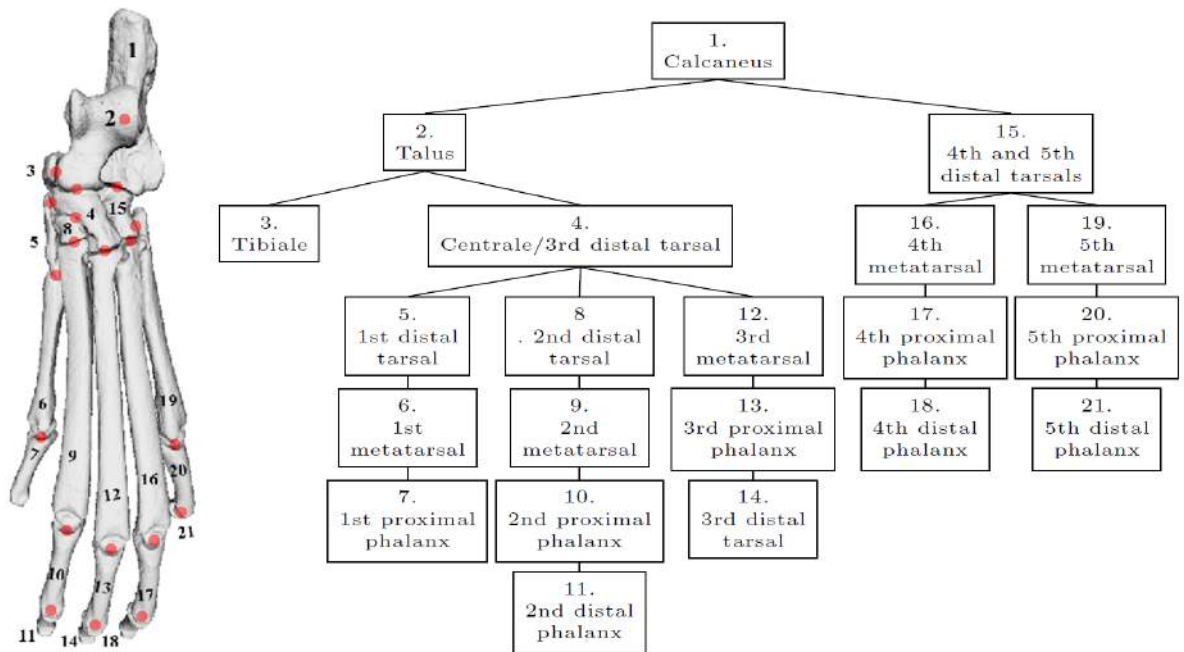 1
2
3
4
15
8
5
6
19
7
9
20
12
16
21
10
13
17
11
14
18
1.
Calcaneus
2.
Talus
15.
4th and 5th
distal tarsals
3.
Tibiale
4.
Centrale/3rd distal tarsal
16.
4th
metatarsal
19.
5th
metatarsal
5.
1st distal
tarsal
8
. 2nd distal
tarsal
12.
3rd
metatarsal
17.
4th proximal
phalanx
20.
5th proximal
phalanx
6.
1st
metatarsal
9.
2nd
metatarsal
13.
3rd proximal
phalanx
18.
4th distal
phalanx
21.
5th distal
phalanx
7.
1st proximal
phalanx
10.
2nd proximal
phalanx
14.
3rd distal
tarsal
11.
2nd distal
phalanx